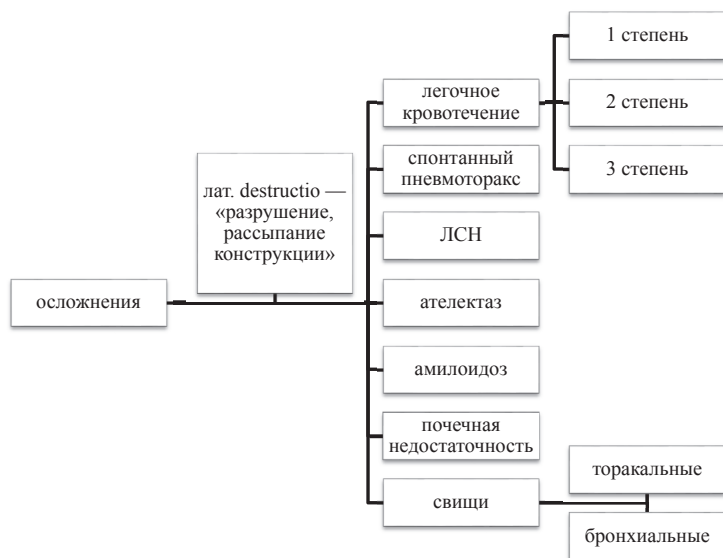 1 степень
легочное
кровотечение
2 степень
спонтанный
пневмоторакс
3 степень
лат. destructio —
«разрушение,
рассыпание
конструкции»
ЛСН
осложнения
ателектаз
амилоидоз
почечная
недостаточность
свищи
торакальные
бронхиальные